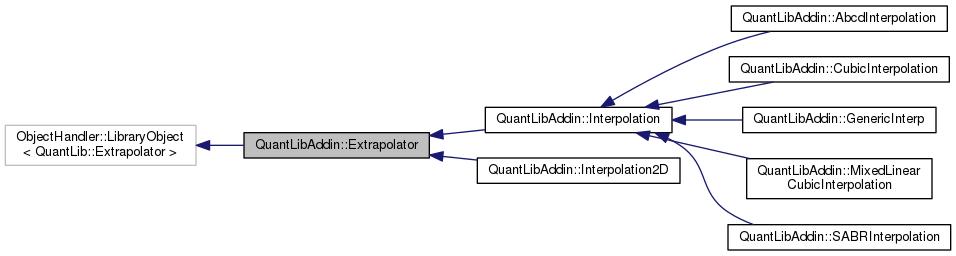 ObjectHandler::LibraryObject
< QuantLib::Extrapolator >
QuantLibAddin::Extrapolator
QuantLibAddin::Interpolation
QuantLibAddin::Interpolation2D
QuantLibAddin::AbcdInterpolation
QuantLibAddin::CubicInterpolation
QuantLibAddin::GenericInterp
QuantLibAddin::MixedLinear
CubicInterpolation
QuantLibAddin::SABRInterpolation